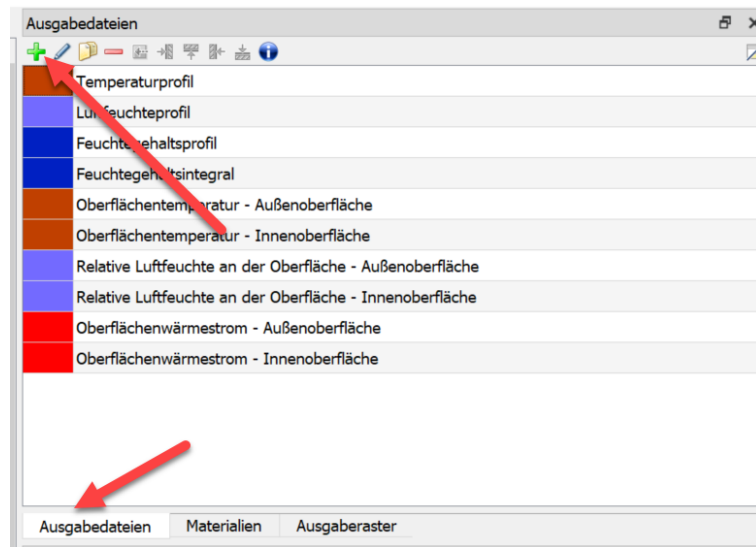 Ausgabedateien
Temperaturprofil
Luftfeuchteprofil
Feuchtegehaltsprofil
Feuchtegehaltsintegral
Oberflächentemperatur - Außenoberfläche
Oberflächentemperatur - Innenoberfläche
Relative Luftfeuchte an der Oberfläche - Außenoberfläche
Relative Luftfeuchte an der Oberfläche - Innenoberfläche
Oberflächenwärmestrom - Außenoberfläche
Oberflächenwärmestrom - Innenoberfläche
Ausgabedateien Materialien Ausgaberaster